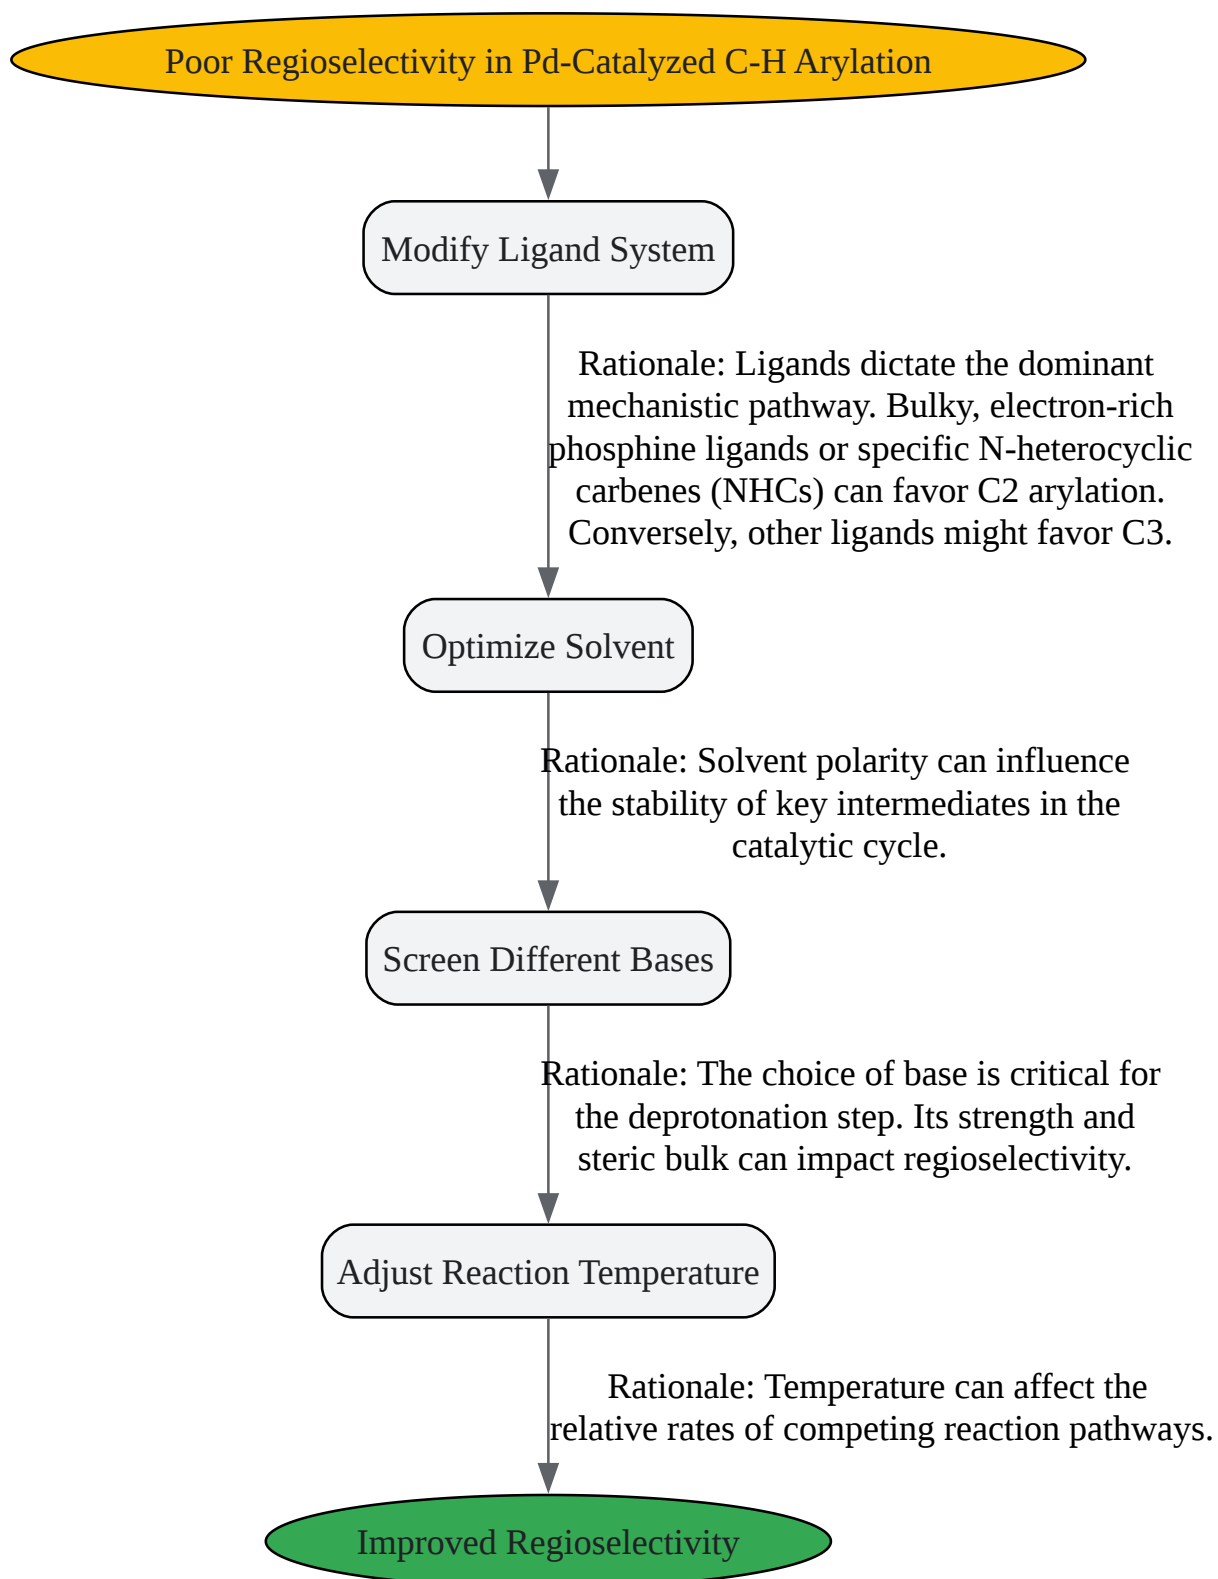 Poor Regioselectivity in Pd-Catalyzed C-H Arylation
Modify Ligand System
Rationale: Ligands dictate the dominant
mechanistic pathway. Bulky, electron-rich
phosphine ligands or specific N-heterocyclic
carbenes (NHCs) can favor C2 arylation.
Conversely, other ligands might favor C3.
Optimize Solvent
Rationale: Solvent polarity can influence
the stability of key intermediates in the
catalytic cycle.
Screen Different Bases
Rationale: The choice of base is critical for
the deprotonation step. Its strength and
steric bulk can impact regioselectivity.
Adjust Reaction Temperature
Rationale: Temperature can affect the
relative rates of competing reaction pathways.
Improved Regioselectivity